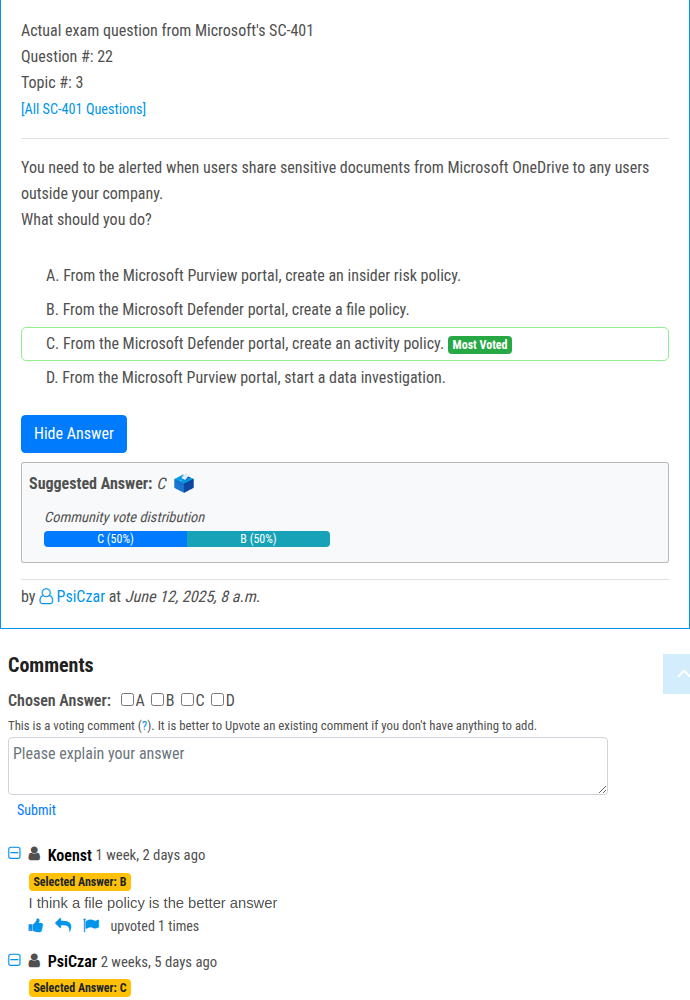 Actual exam question from Microsoft's SC-401
Question #: 22
Topic #: 3
[All SC-401 Questions]
You need to be alerted when users share sensitive documents from Microsoft OneDrive to any users
outside your company.
What should you do?
A. From the Microsoft Purview portal, create an insider risk policy.
B. From the Microsoft Defender portal, create a file policy.
C. From the Microsoft Defender portal, create an activity policy. Most Voted
D. From the Microsoft Purview portal, start a data investigation.
Hide Answer
Suggested Answer: C
Community vote distribution
C (50%) B (50%)
by PsiCzar at June 12, 2025, 8 a.m.
Comments
Chosen Answer: A B C D
This is a voting comment (?). It is better to Upvote an existing comment if you don't have anything to add.
Please explain your answer
Submit
Koenst 1 week, 2 days ago
Selected Answer: B
I think a file policy is the better answer
upvoted 1 times
PsiCzar 2 weeks, 5 days ago
Selected Answer: C